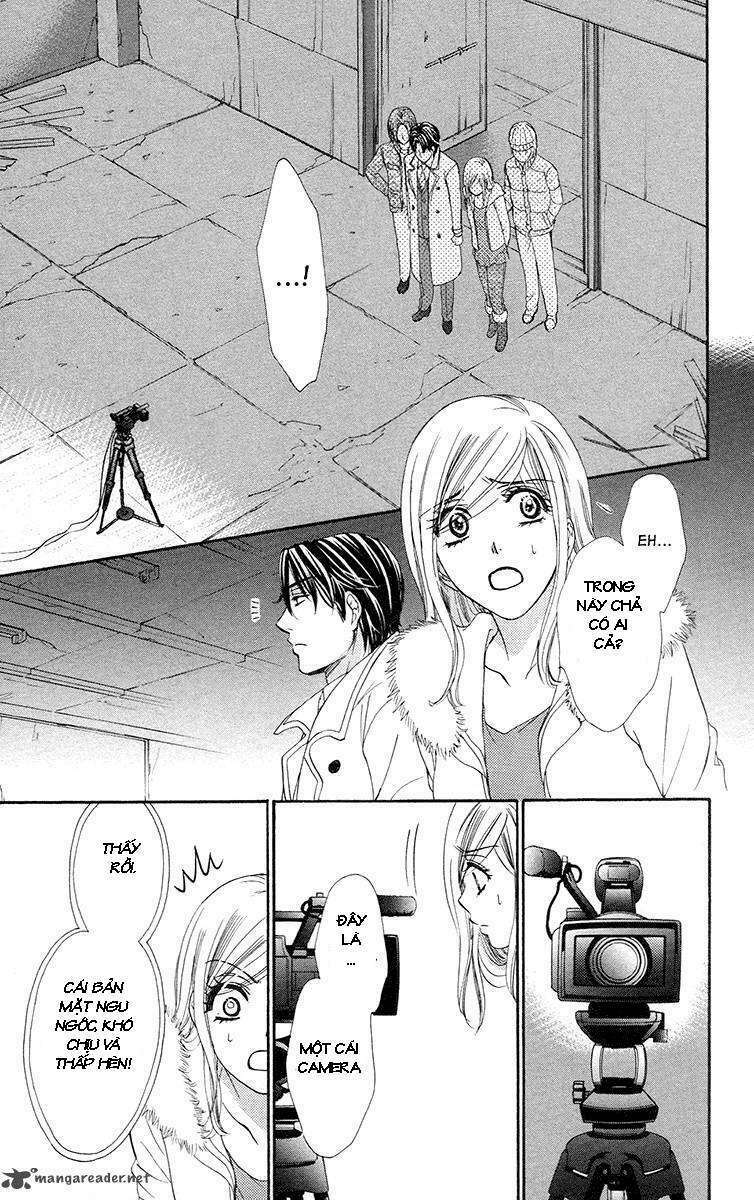 ...!
EH...
TRONG
NÀY CHẢ
CÓ AI
CẢ?
ĐÂY
LÀ
...
MỘT CÁI
CAMERA
THẤY
RỒI.
CÁI BẢN
MẶT NGU
NGỐC, KHÓ
CHỊU VÀ
THẤP HÈN!
mangareader.net